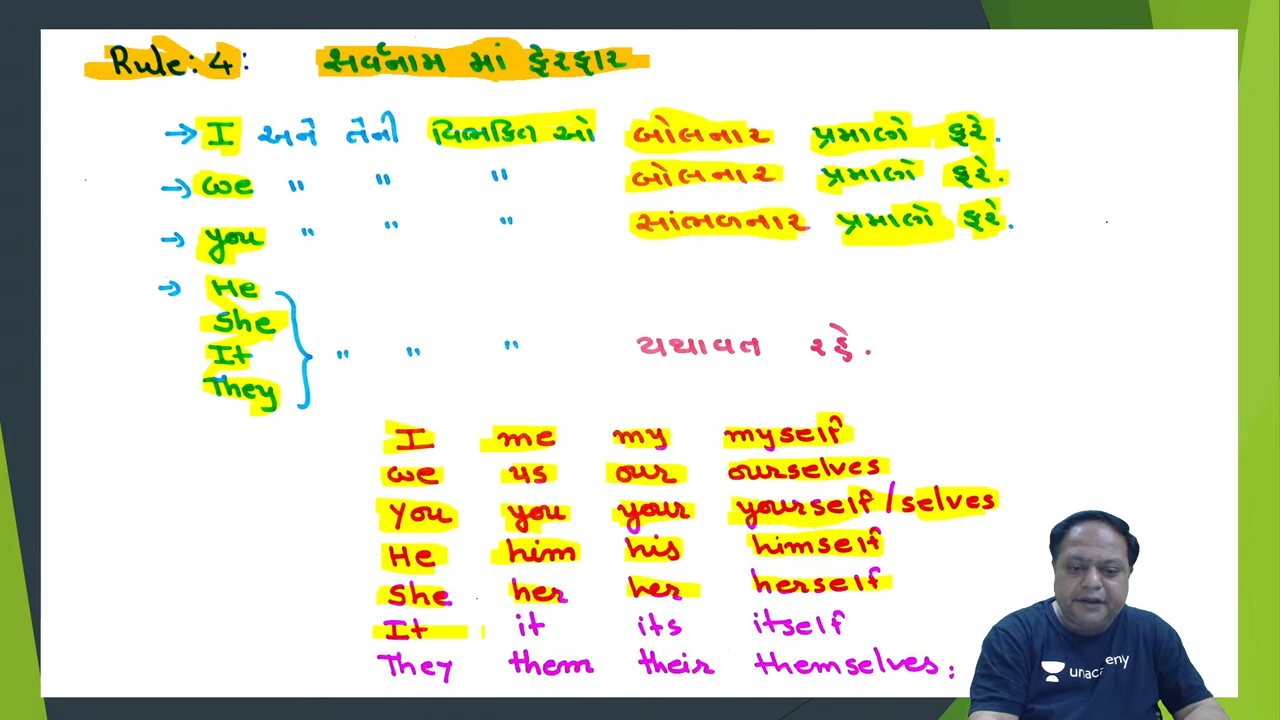 Rule: 4: સર્વનામ માં ફેરફાર
→ I અને તેની વિભક્તિ ઓ બોલનાર પ્રમાણે ફરે.
→ we " " " બોલનાર પ્રમાણે ફરે.
→ you " " " સાંભળનાર પ્રમાણે ફરે.
→ He
She
It " " " યથાવત રહે.
They
I me my myself
we us our ourselves
You you your yourself/selves
He him his himself
She her her herself
It it its itself
They them their themselves.
unacademy